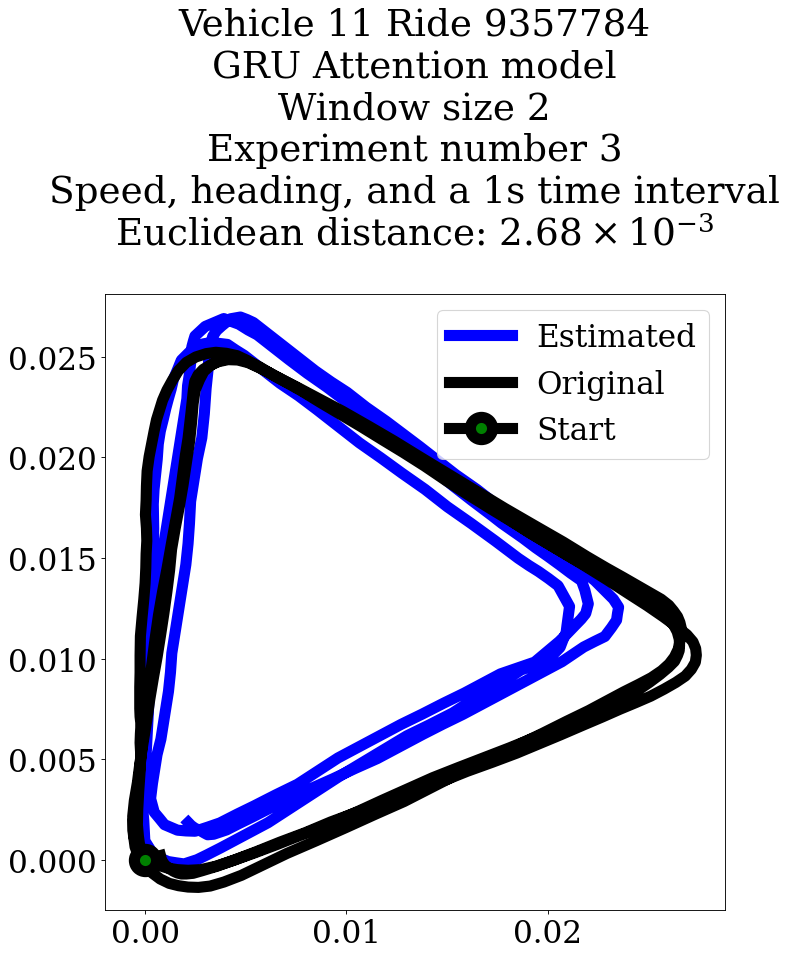 Vehicle 11 Ride 9357784
GRU Attention model
Window size 2
Experiment number 3
Speed, heading, and a 1s time interval
Euclidean distance: 2.68 × 10⁻³
Estimated
Original
Start
0.025
0.020
0.015
0.010
0.005
0.000
0.00 0.01 0.02